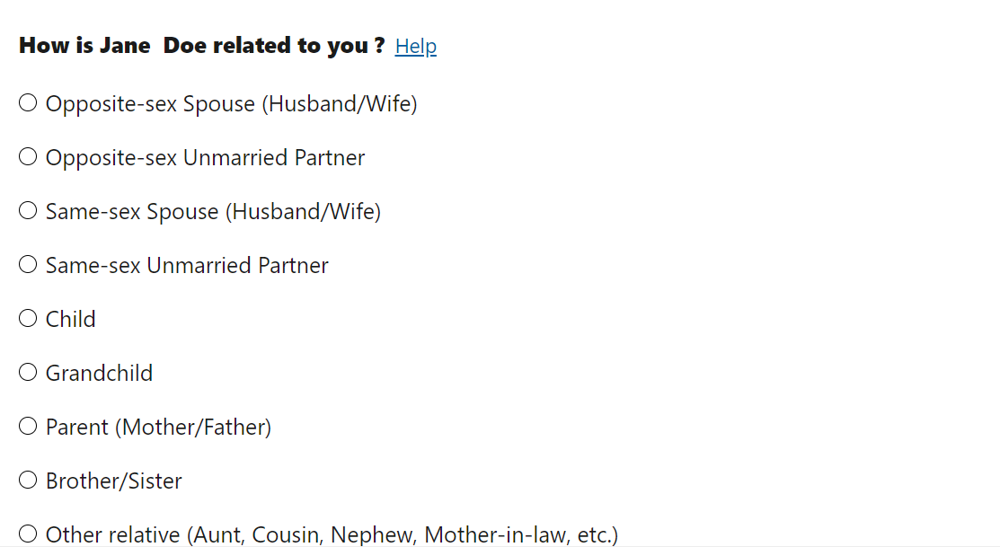 How is Jane  Doe related to you ? Help
Opposite-sex Spouse (Husband/Wife)
Opposite-sex Unmarried Partner
Same-sex Spouse (Husband/Wife)
Same-sex Unmarried Partner
Child
Grandchild
Parent (Mother/Father)
Brother/Sister
Other relative (Aunt, Cousin, Nephew, Mother-in-law, etc.)